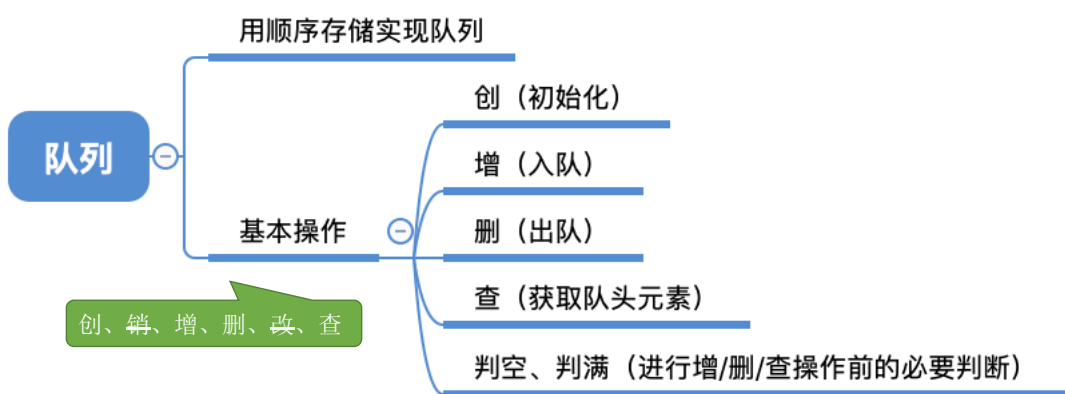 用顺序存储实现队列
创（初始化）
增（入队）
队列
删（出队）
基本操作
查（获取队头元素）
创、销、增、删、改、查
判空、判满（进行增/删/查操作前的必要判断）